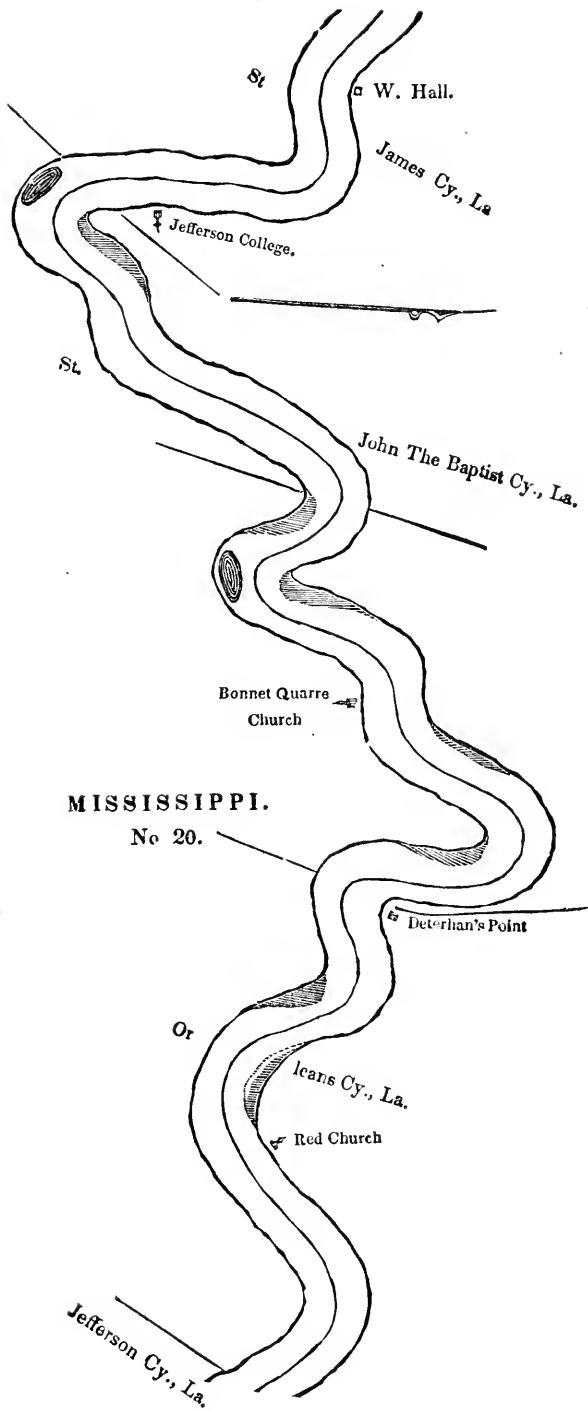 St
W. Hall.
James Cy., La
Jefferson College.
St.
John The Baptist Cy., La.
Bonnet Quarre
Church
MISSISSIPPI.
No 20.
Deterhan's Point
Or
leans Cy., La.
Red Church
Jefferson Cy., La.